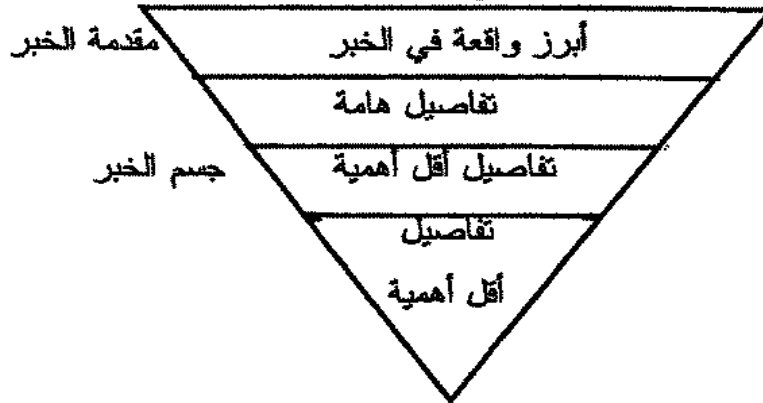 مقدمة الخبر
أبرز واقعة في الخبر
تفاصيل هامة
جسم الخبر
تفاصيل أقل أهمية
تفاصيل
أقل أهمية